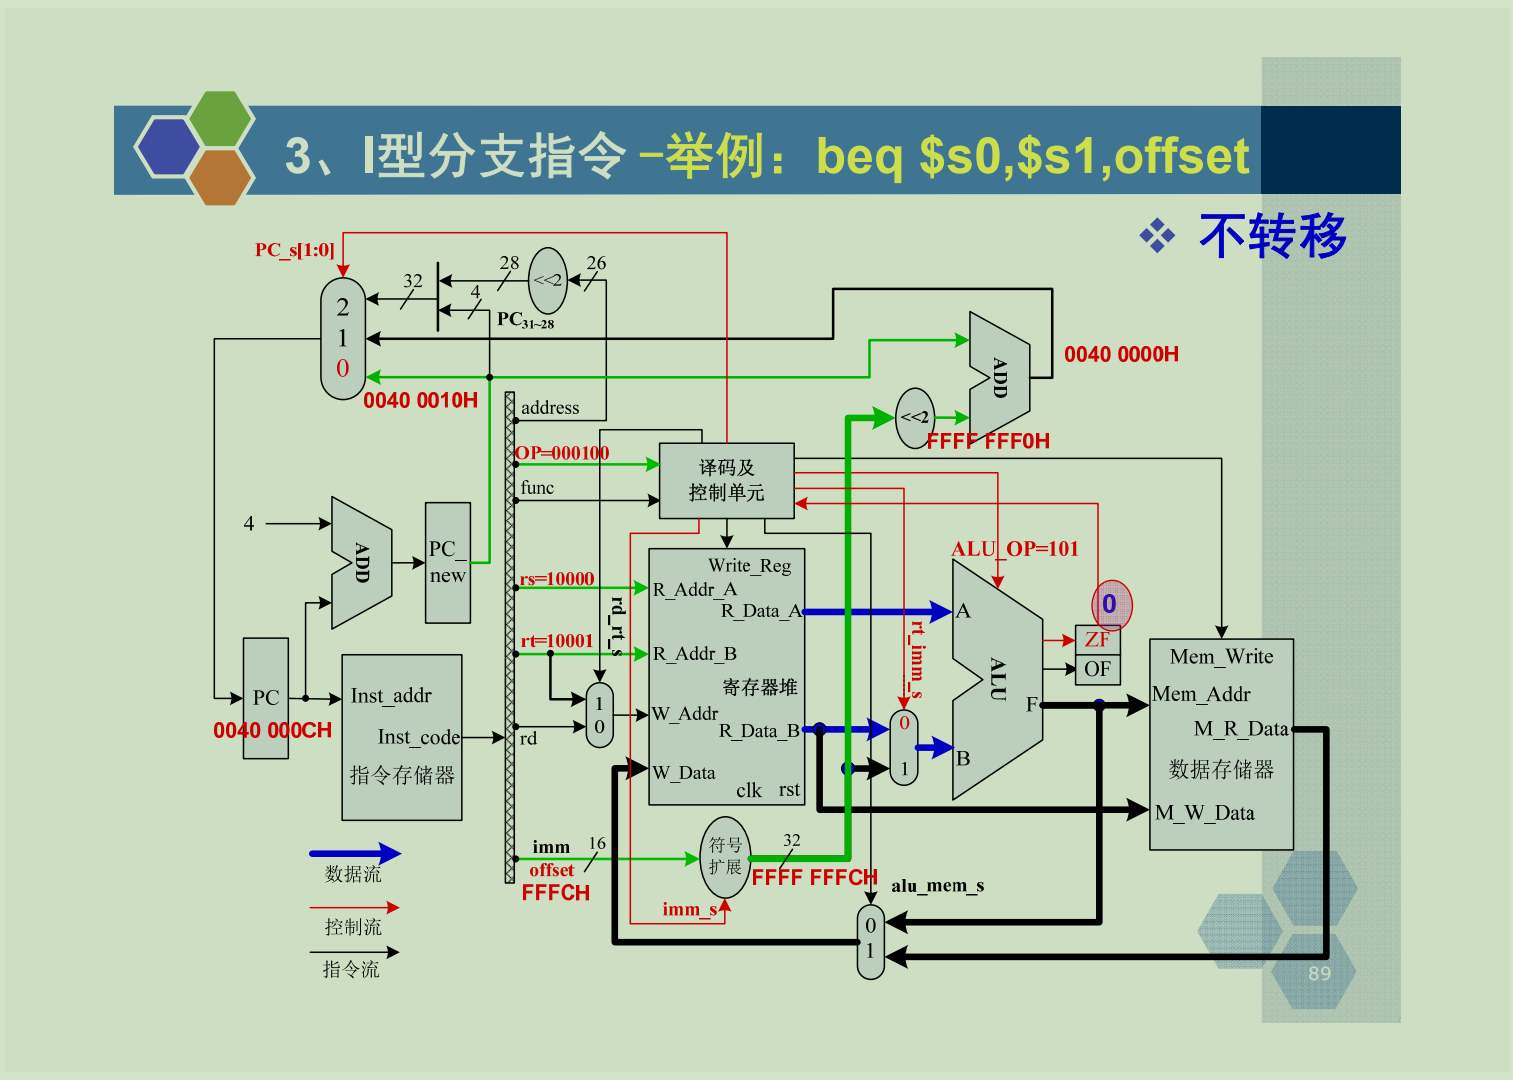 3、I型分支指令 –举例：beq $s0,$s1,offset
不转移
PC_s[1:0]
2
1
0
32
28
4
<<2
26
PC31~28
0040 0010H
0040 0000H
ADD
<<2
FFFF FFF0H
address
OP=000100
func
译码及
控制单元
4
ADD
PC_
new
ALU_OP=101
rs=10000
rt=10001
rd_rt_s
Write_Reg
R_Addr_A
R_Data_A
R_Addr_B
寄存器堆
W_Addr
R_Data_B
W_Data
clk rst
rt_imm_s
A
ALU
B
F
0
ZF
OF
Mem_Write
Mem_Addr
M_R_Data
数据存储器
M_W_Data
PC
0040 000CH
Inst_addr
Inst_code
指令存储器
1
0
rd
0
1
imm
16
offset
FFFCH
符号
扩展
32
FFFF FFFCH
imm_s
alu_mem_s
0
1
数据流
控制流
指令流
89